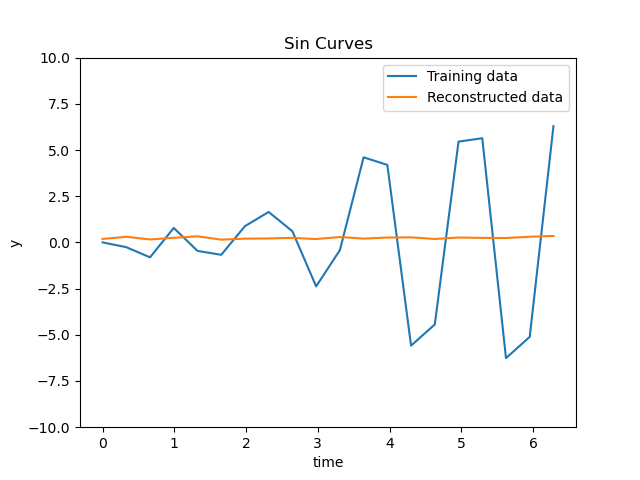 Sin Curves
Training data
Reconstructed data
10.0
7.5
5.0
2.5
0.0
−2.5
−5.0
−7.5
−10.0
y
0 1 2 3 4 5 6
time